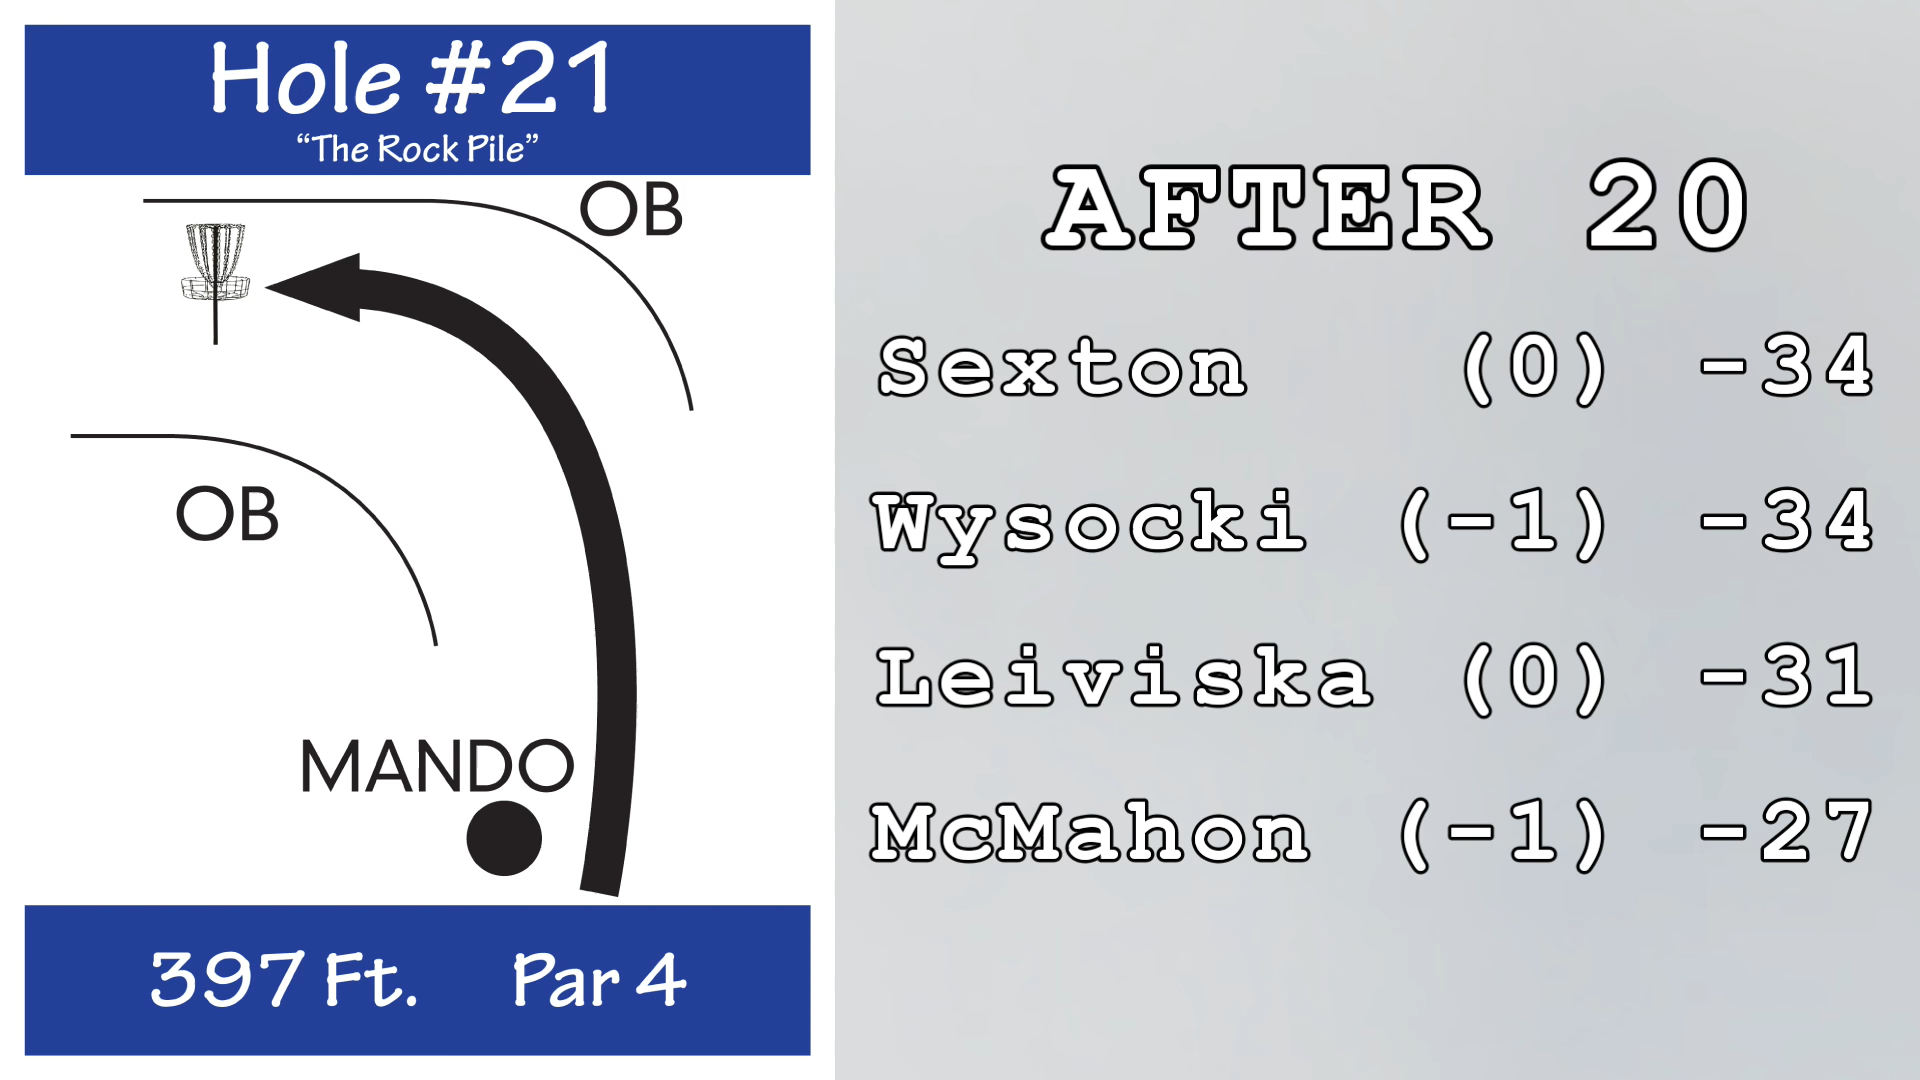 Hole #21
“The Rock Pile”
OB
OB
MANDO
397 Ft. Par 4
AFTER 20
Sexton (0) -34
Wysocki (-1) -34
Leiviska (0) -31
McMahon (-1) -27